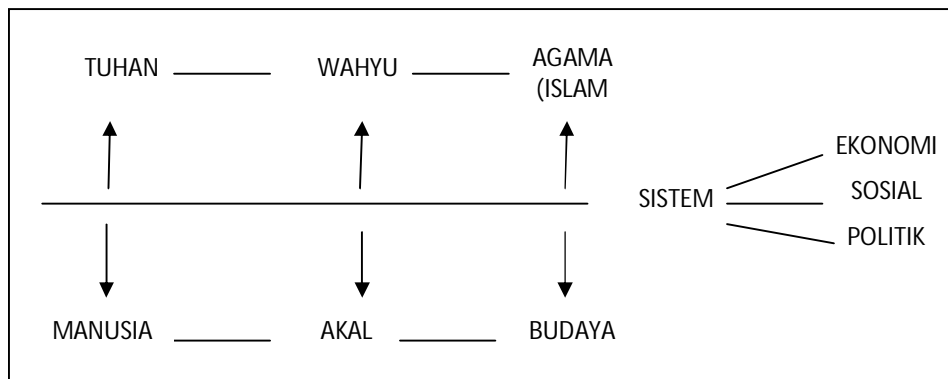 TUHAN
WAHYU
AGAMA
(ISLAM
EKONOMI
SISTEM
SOSIAL
POLITIK
MANUSIA
AKAL
BUDAYA